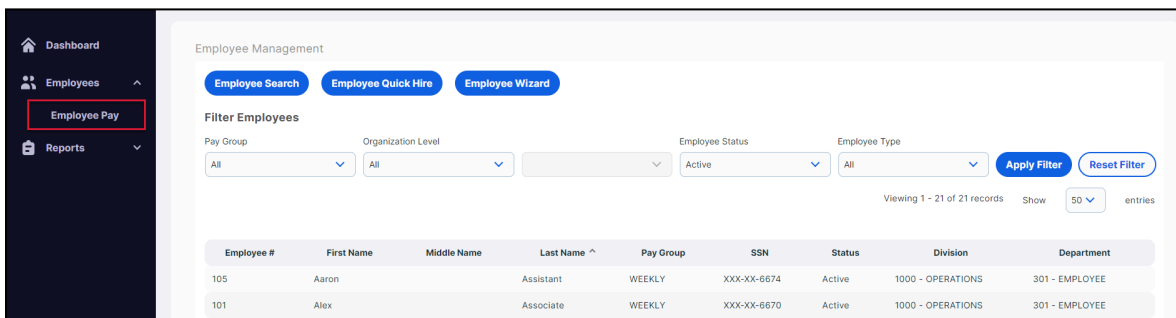 Dashboard
Employees
Employee Pay
Reports
Employee Management
Employee Search Employee Quick Hire Employee Wizard
Filter Employees
Pay Group Organization Level Employee Status Employee Type
All All Active All Apply Filter Reset Filter
Viewing 1 - 21 of 21 records Show 50 entries
Employee # First Name Middle Name Last Name Pay Group SSN Status Division Department
105 Aaron Assistant WEEKLY XXX-XX-6674 Active 1000 - OPERATIONS 301 - EMPLOYEE
101 Alex Associate WEEKLY XXX-XX-6670 Active 1000 - OPERATIONS 301 - EMPLOYEE